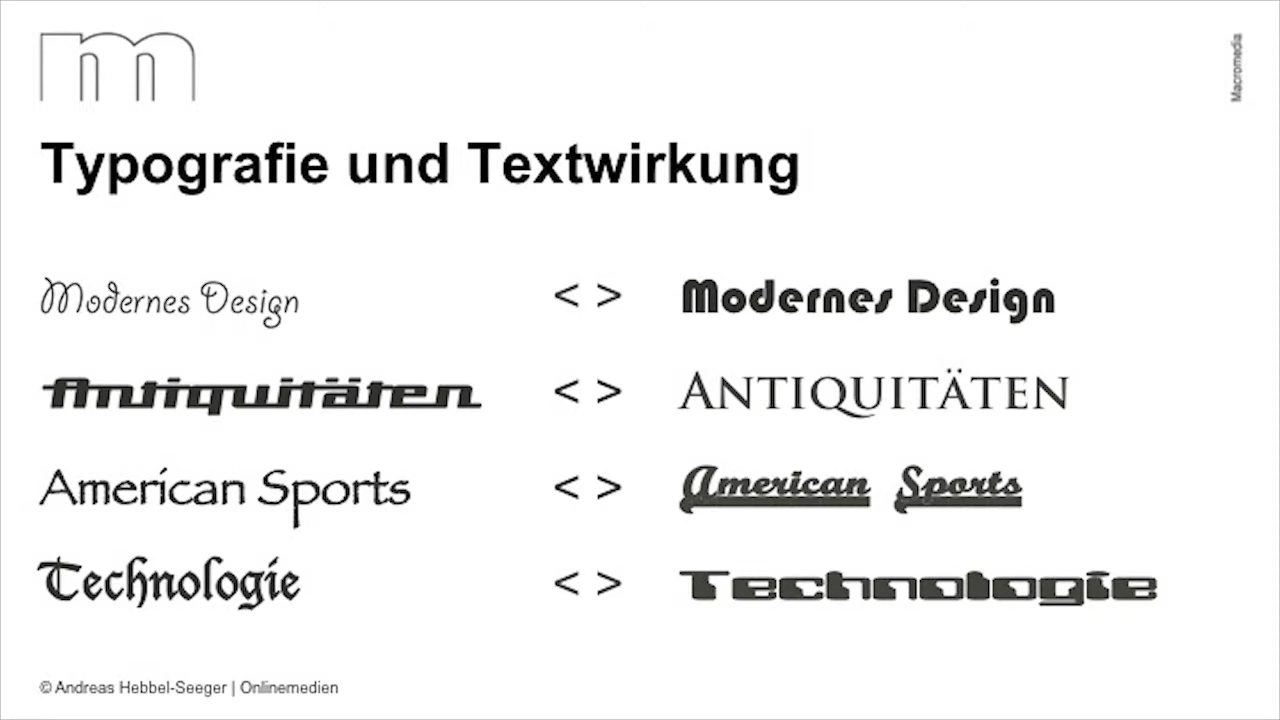 m
Macromedia
Typografie und Textwirkung
Modernes Design < > Modernes Design
Antiquitäten < > ANTIQUITÄTEN
American Sports < > American Sports
Technologie < > Technologie
© Andreas Hebbel-Seeger | Onlinemedien